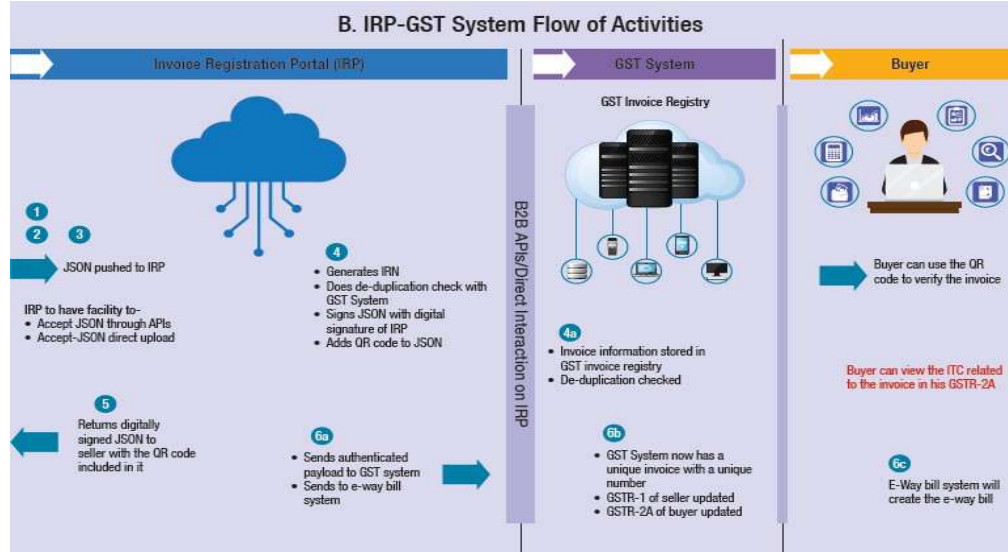 B. IRP-GST System Flow of Activities
Invoice Registration Portal (IRP)
GST System
Buyer
GST Invoice Registry
1
2
3
JSON pushed to IRP
IRP to have facility to-
• Accept JSON through APIs
• Accept-JSON direct upload
4
• Generates IRN
• Does de-duplication check with
GST System
• Signs JSON with digital
signature of IRP
• Adds QR code to JSON
5
Returns digitally
signed JSON to
seller with the QR code
included in it
6a
• Sends authenticated
payload to GST system
• Sends to e-way bill
system
B2B APIs/Direct Interaction on IRP
4a
• Invoice information stored in
GST invoice registry
• De-duplication checked
6b
• GST System now has a
unique invoice with a unique
number
• GSTR-1 of seller updated
• GSTR-2A of buyer updated
Buyer can use the QR
code to verify the invoice
Buyer can view the ITC related
to the invoice in his GSTR-2A
6c
E-Way bill system will
create the e-way bill